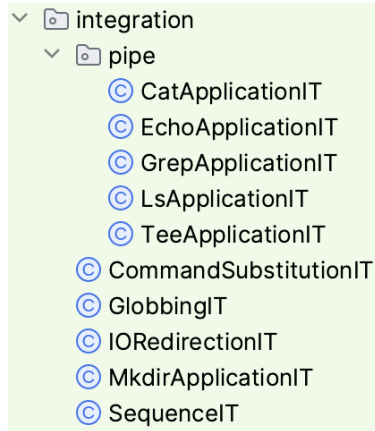 integration
pipe
CatApplicationIT
EchoApplicationIT
GrepApplicationIT
LsApplicationIT
TeeApplicationIT
CommandSubstitutionIT
GlobbingIT
IORedirectionIT
MkdirApplicationIT
SequenceIT